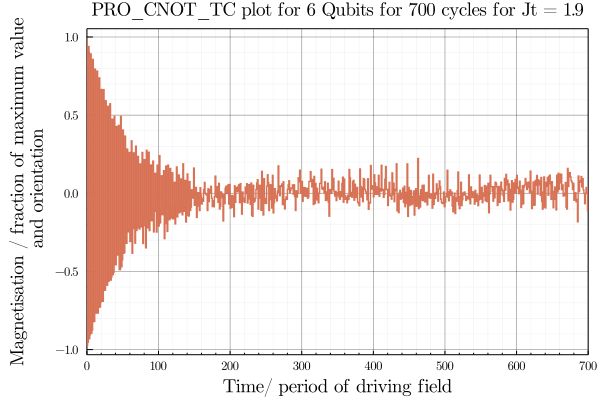 PRO_CNOT_TC plot for 6 Qubits for 700 cycles for Jt = 1.9
Magnetisation / fraction of maximum value
and orientation
1.0
0.5
0.0
−0.5
−1.0
0 100 200 300 400 500 600 700
Time/ period of driving field